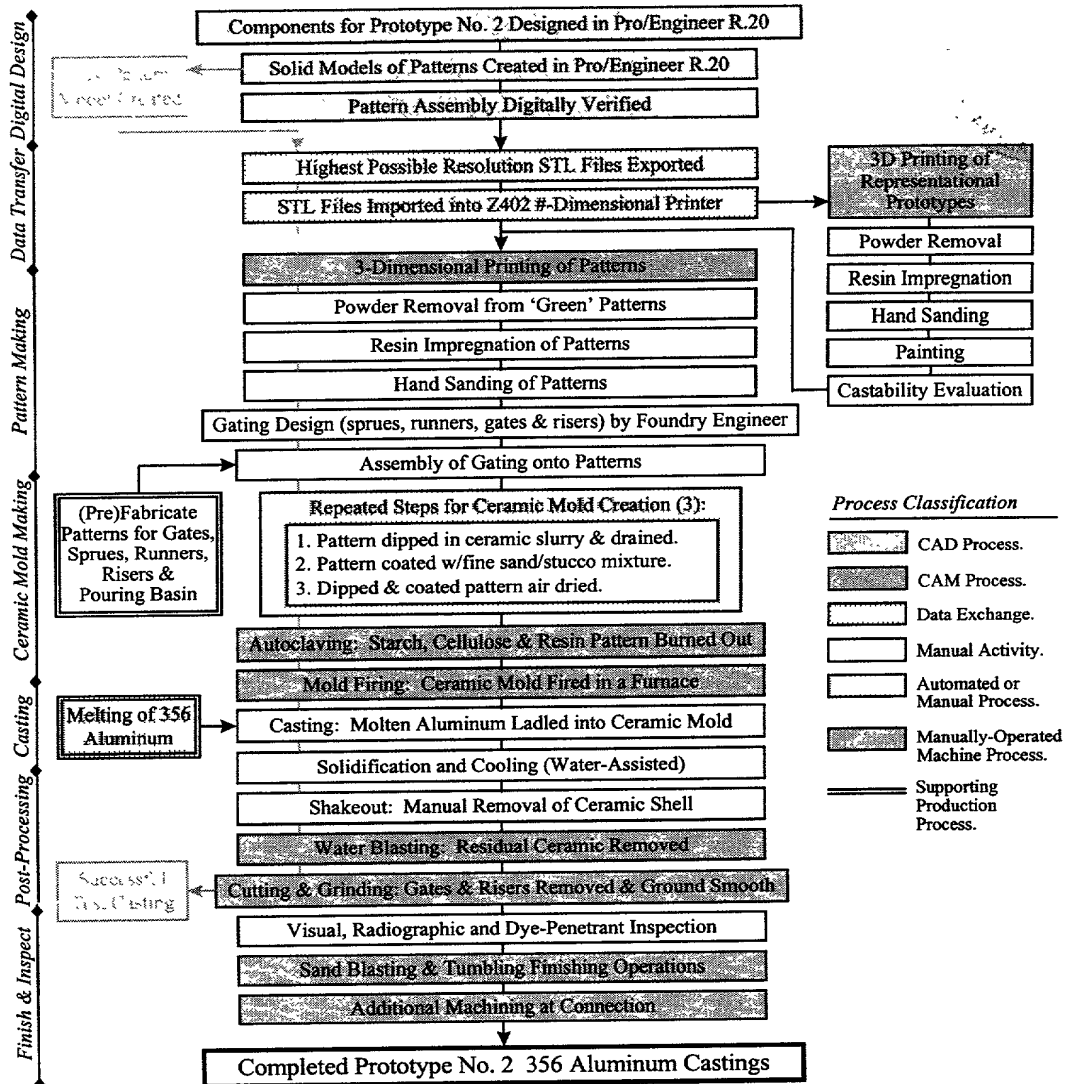 Components for Prototype No. 2 Designed in Pro/Engineer R.20
Solid Models of Patterns Created in Pro/Engineer R.20
Pattern Assembly Digitally Verified
Highest Possible Resolution STL Files Exported
STL Files Imported into Z402 #-Dimensional Printer
3-Dimensional Printing of Patterns
Powder Removal from ‘Green’ Patterns
Resin Impregnation of Patterns
Hand Sanding of Patterns
Gating Design (sprues, runners, gates & risers) by Foundry Engineer
Assembly of Gating onto Patterns
Repeated Steps for Ceramic Mold Creation (3):
1. Pattern dipped in ceramic slurry & drained.
2. Pattern coated w/fine sand/stucco mixture.
3. Dipped & coated pattern air dried.
Autoclaving: Starch, Cellulose & Resin Pattern Burned Out
Mold Firing: Ceramic Mold Fired in a Furnace
Casting: Molten Aluminum Ladled into Ceramic Mold
Solidification and Cooling (Water-Assisted)
Shakeout: Manual Removal of Ceramic Shell
Water Blasting: Residual Ceramic Removed
Cutting & Grinding: Gates & Risers Removed & Ground Smooth
Visual, Radiographic and Dye-Penetrant Inspection
Sand Blasting & Tumbling Finishing Operations
Additional Machining at Connection
Completed Prototype No. 2 356 Aluminum Castings
Digital Design
Data Transfer
Pattern Making
Ceramic Mold Making
Casting
Post-Processing
Finish & Inspect
(Pre)Fabricate
Patterns for Gates,
Sprues, Runners,
Risers &
Pouring Basin
Melting of 356
Aluminum
Successful
Test Casting
3D Printing of
Representational
Prototypes
Powder Removal
Resin Impregnation
Hand Sanding
Painting
Castability Evaluation
Process Classification
CAD Process.
CAM Process.
Data Exchange.
Manual Activity.
Automated or
Manual Process.
Manually-Operated
Machine Process.
Supporting
Production
Process.